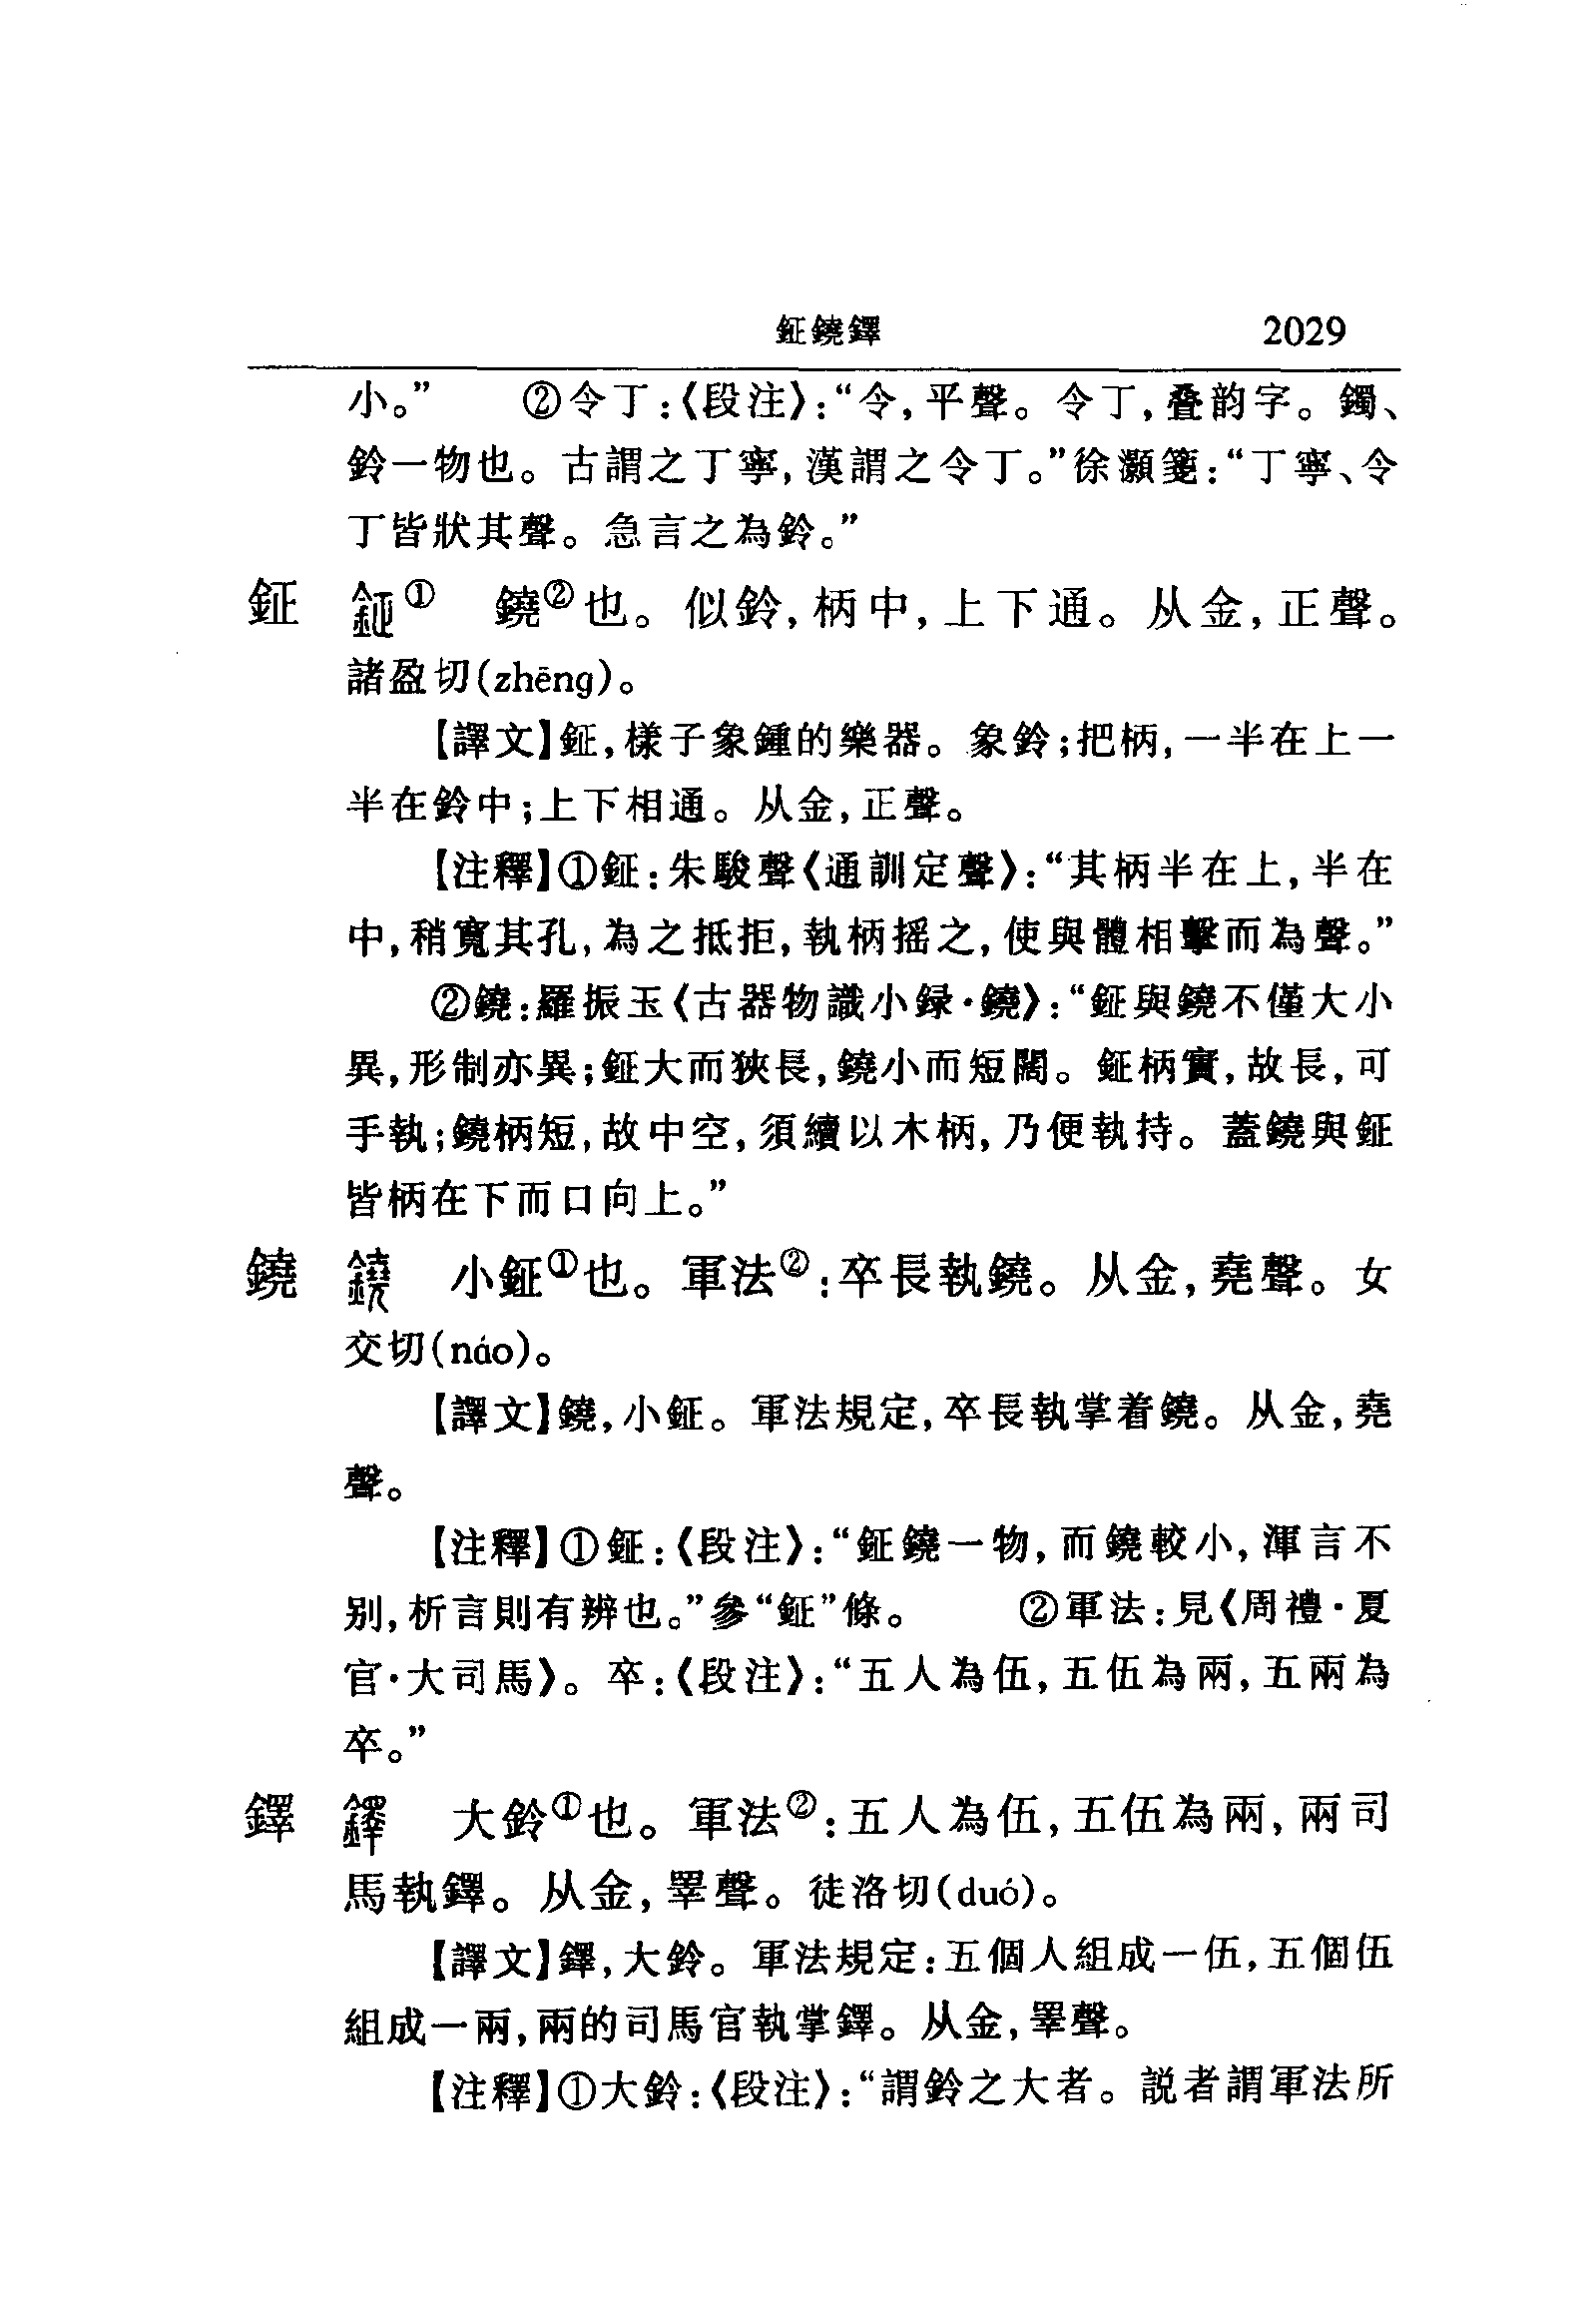 鉦鐃鐸 2029
小。” ②令丁:《段注》:“令,平聲。令丁,叠韵字。鐲、
鈴一物也。古謂之丁寧,漢謂之令丁。”徐灝箋:“丁寧、令
丁皆狀其聲。急言之為鈴。”
鉦 鉦① 鐃②也。似鈴,柄中,上下通。从金,正聲。
諸盈切(zhēng)。
【譯文】鉦,樣子象鍾的樂器。象鈴;把柄,一半在上一
半在鈴中;上下相通。从金,正聲。
【注釋】①鉦:朱駿聲《通訓定聲》:“其柄半在上,半在
中,稍寬其孔,為之抵拒,執柄摇之,使與體相擊而為聲。”
②鐃:羅振玉《古器物識小録·鐃》:“鉦與鐃不僅大小
異,形制亦異;鉦大而狹長,鐃小而短闊。鉦柄實,故長,可
手執;鐃柄短,故中空,須續以木柄,乃便執持。蓋鐃與鉦
皆柄在下而口向上。”
鐃 鐃 小鉦①也。軍法②:卒長執鐃。从金,堯聲。女
交切(náo)。
【譯文】鐃,小鉦。軍法規定,卒長執掌着鐃。从金,堯
聲。
【注釋】①鉦:《段注》:“鉦鐃一物,而鐃較小,渾言不
别,析言則有辨也。”參“鉦”條。 ②軍法:見《周禮·夏
官·大司馬》。卒:《段注》:“五人為伍,五伍為兩,五兩為
卒。”
鐸 鐸 大鈴①也。軍法②:五人為伍,五伍為兩,兩司
馬執鐸。从金,睪聲。徒洛切(duó)。
【譯文】鐸,大鈴。軍法規定:五個人組成一伍,五個伍
組成一兩,兩的司馬官執掌鐸。从金,睪聲。
【注釋】①大鈴:《段注》:“謂鈴之大者。説者謂軍法所